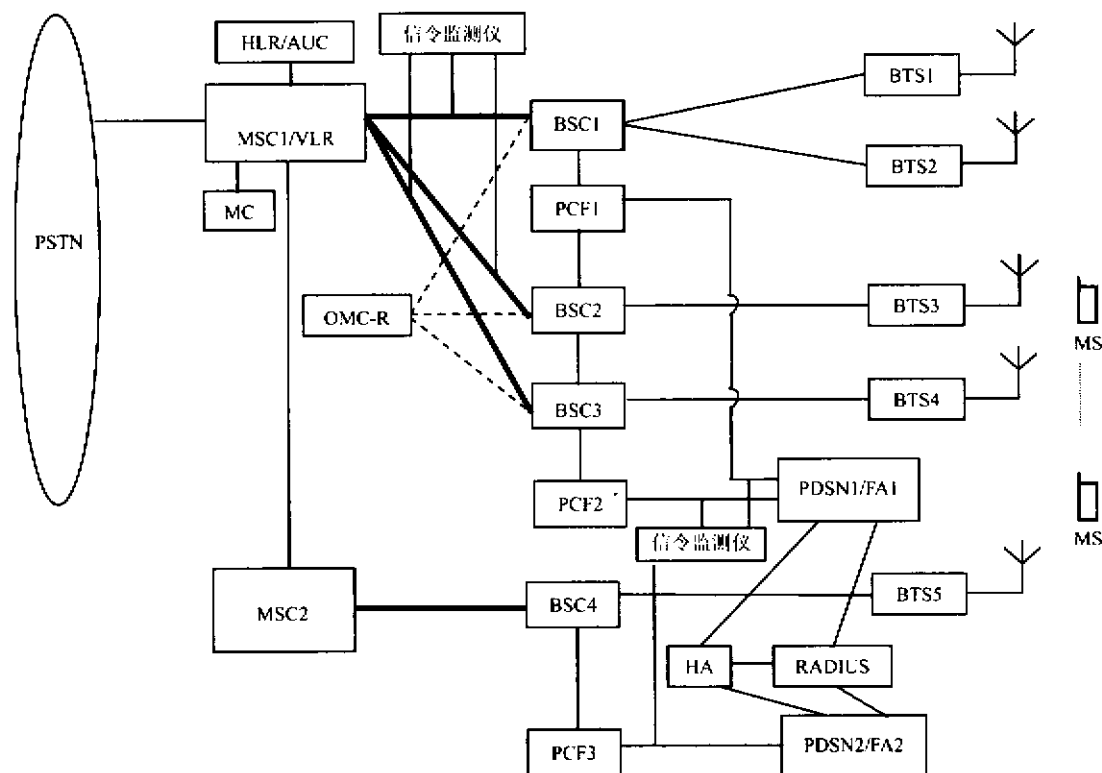 HLR/AUC
信令监测仪
BTS1
MSC1/VLR
BSC1
BTS2
MC
PCF1
PSTN
OMC-R
BSC2
BTS3
MS
BSC3
BTS4
PCF2
PDSN1/FA1
信令监测仪
MS
MSC2
BSC4
BTS5
HA
RADIUS
PCF3
PDSN2/FA2